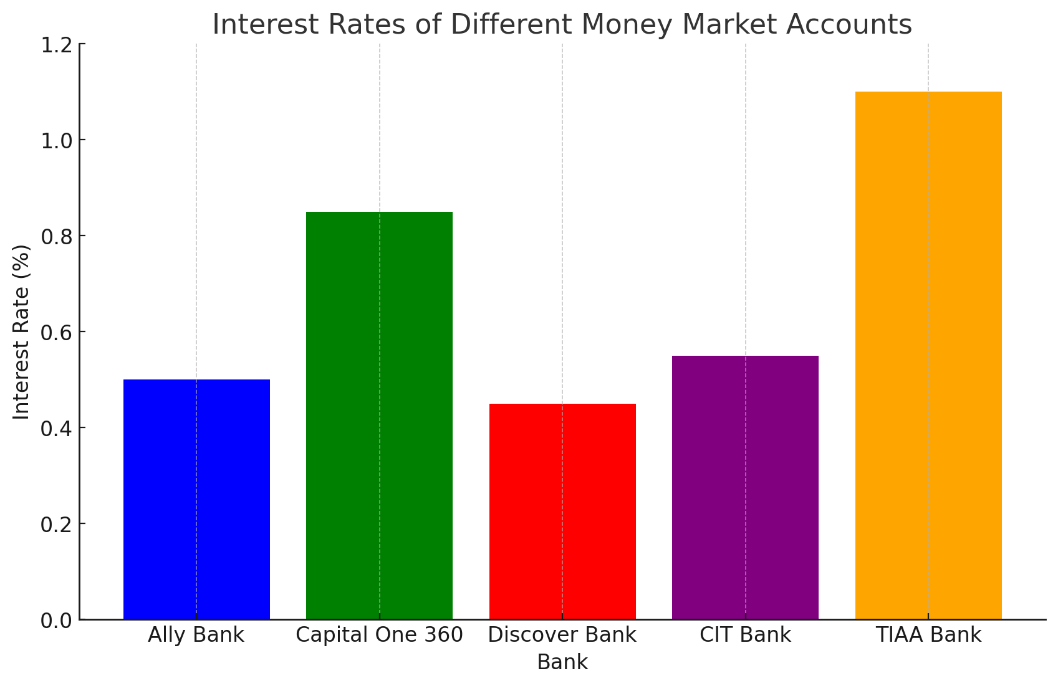 Interest Rates of Different Money Market Accounts
1.2
1.0
0.8
0.6
0.4
0.2
0.0
Interest Rate (%)
Ally Bank Capital One 360 Discover Bank CIT Bank TIAA Bank
Bank